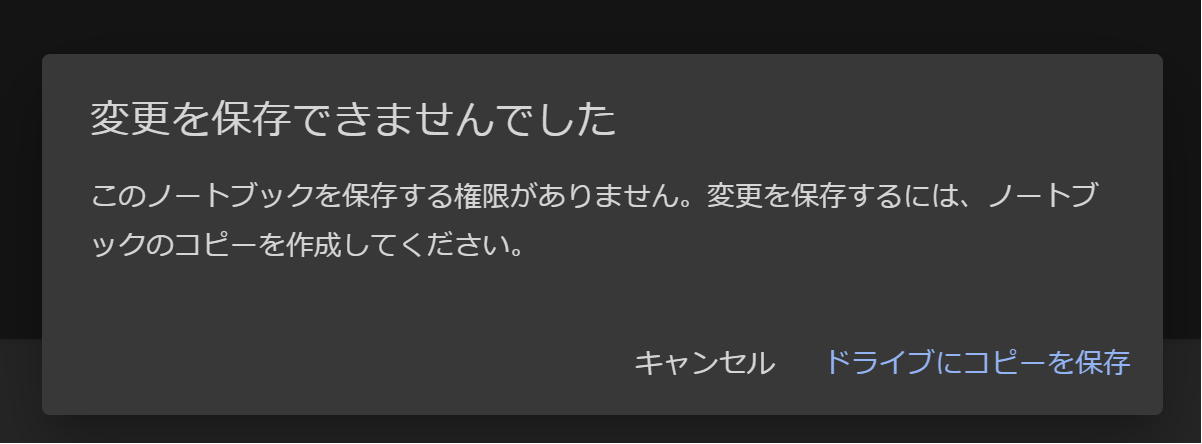 変更を保存できませんでした
このノートブックを保存する権限がありません。変更を保存するには、ノートブ
ックのコピーを作成してください。
キャンセル ドライブにコピーを保存